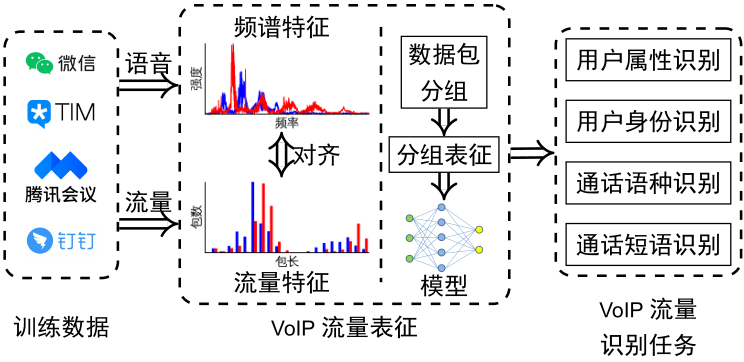 微信
TIM
腾讯会议
钉钉
训练数据
语音
流量
频谱特征
强度
频率
对齐
包数
包长
流量特征
数据包
分组
分组表征
模型
VoIP 流量表征
用户属性识别
用户身份识别
通话语种识别
通话短语识别
VoIP 流量
识别任务